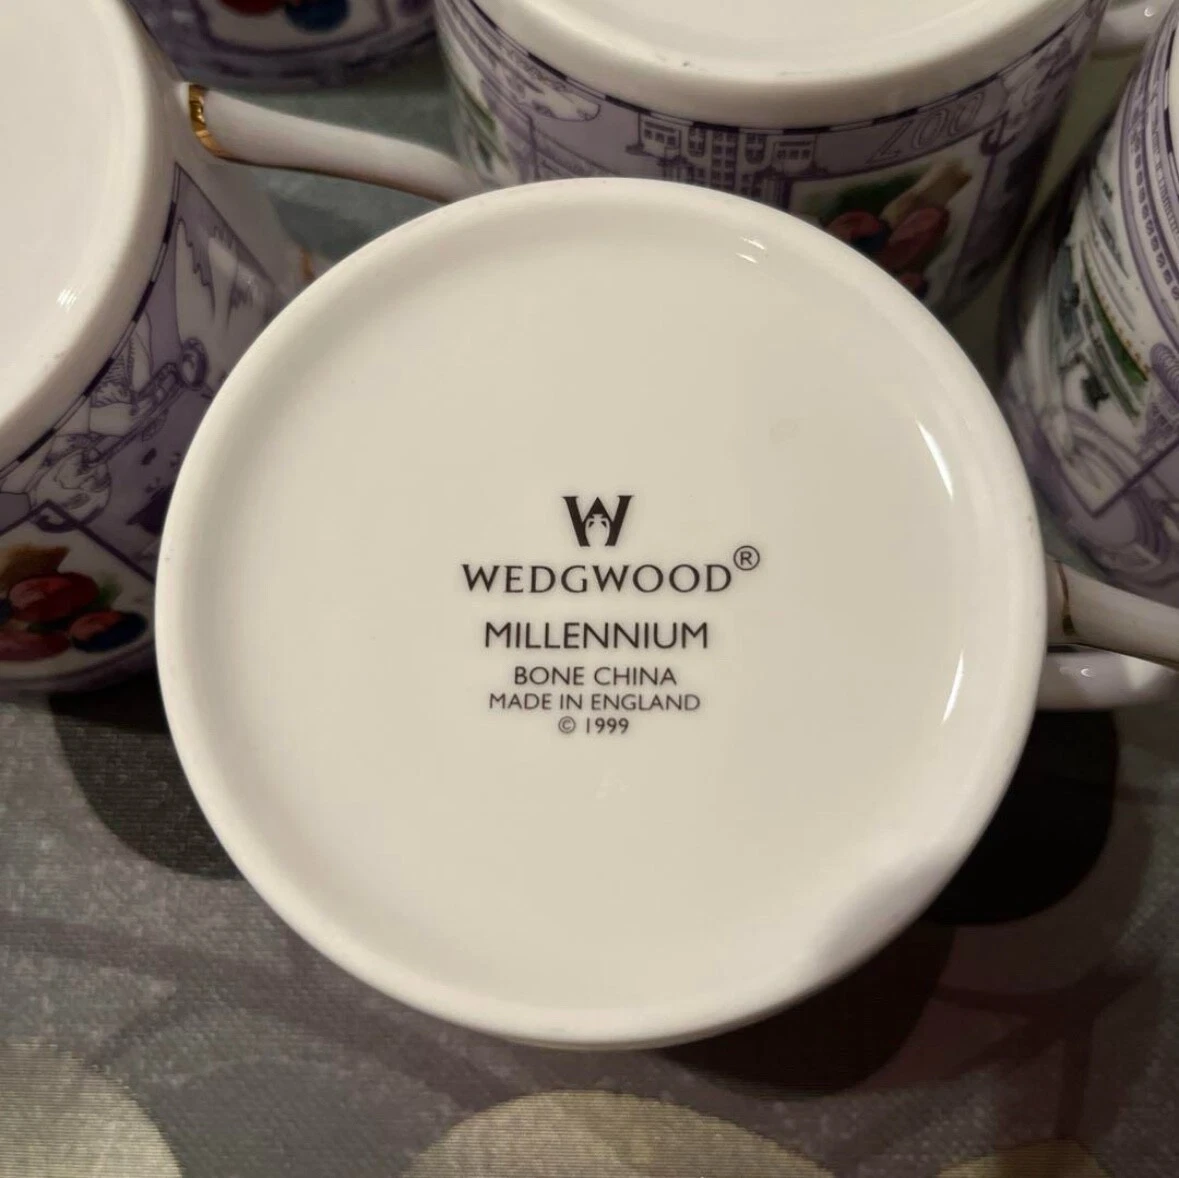 W
WEDGWOOD®
MILLENNIUM
BONE CHINA
MADE IN ENGLAND
© 1999